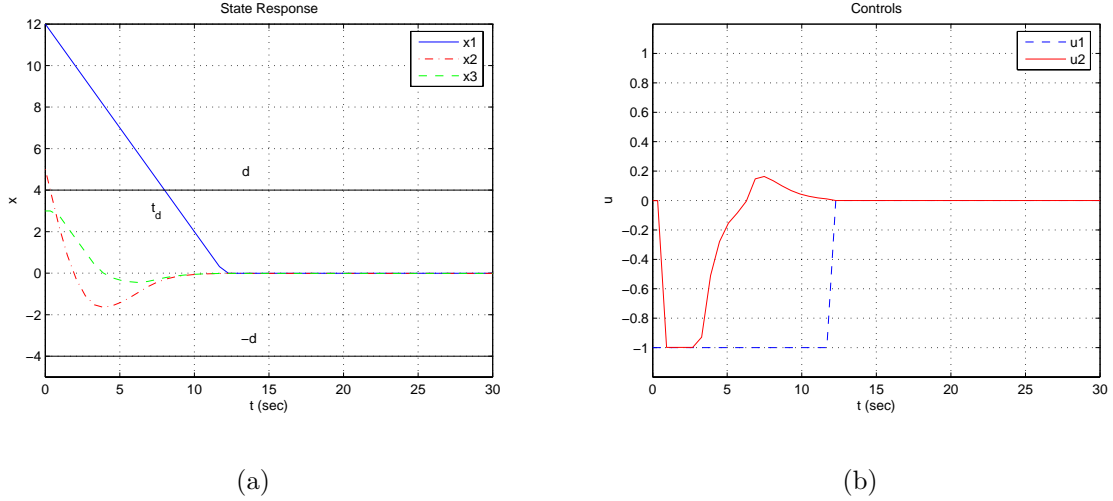 State Response
12
10
8
6
4
2
0
−2
−4
x
0
5
10
15
20
25
30
t (sec)
x1
x2
x3
d
t_d
−d
(a)
Controls
1
0.8
0.6
0.4
0.2
0
−0.2
−0.4
−0.6
−0.8
−1
u
0
5
10
15
20
25
30
t (sec)
u1
u2
(b)